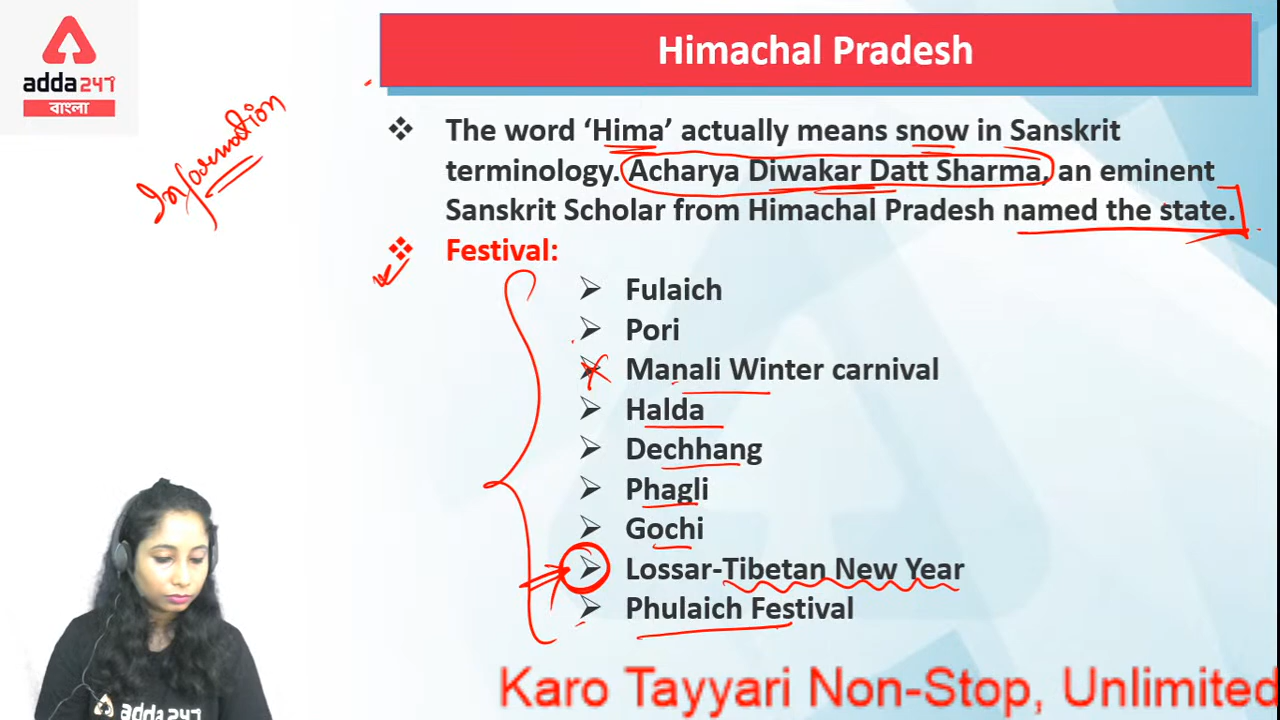 Himachal Pradesh
adda247
বাংলা
Information
❖ The word ‘Hima’ actually means snow in Sanskrit
terminology. Acharya Diwakar Datt Sharma, an eminent
Sanskrit Scholar from Himachal Pradesh named the state.
❖ Festival:
➢ Fulaich
➢ Pori
➢ Manali Winter carnival
➢ Halda
➢ Dechhang
➢ Phagli
➢ Gochi
➢ Lossar-Tibetan New Year
➢ Phulaich Festival
adda247
Karo Tayyari Non-Stop, Unlimited